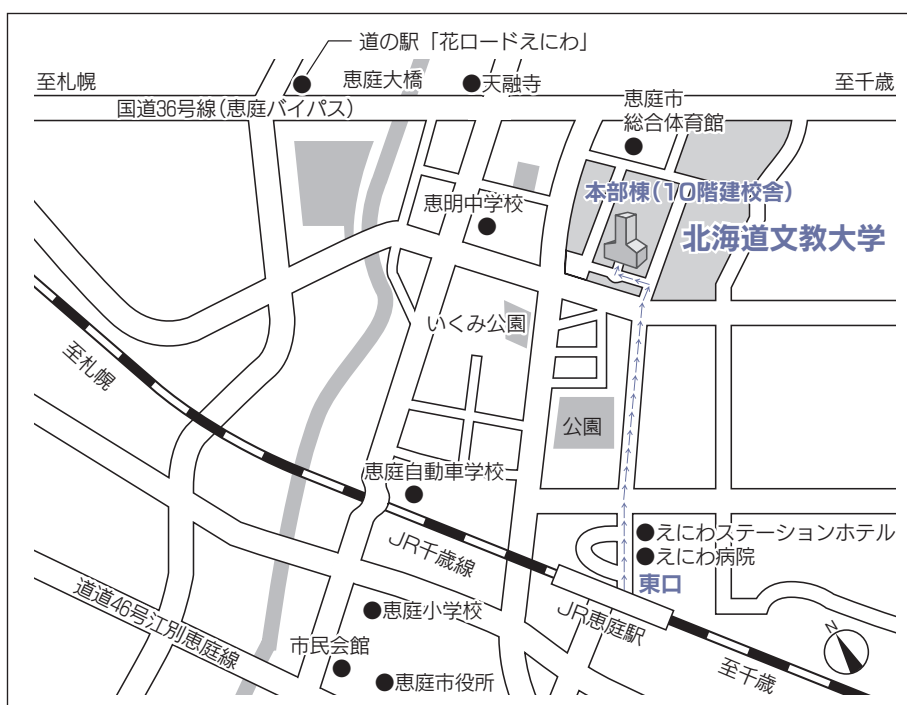 道の駅「花ロードえにわ」
至札幌
恵庭大橋
天融寺
至千歳
国道36号線(恵庭バイパス)
恵庭市
総合体育館
本部棟(10階建校舎)
恵明中学校
北海道文教大学
いくみ公園
至札幌
公園
恵庭自動車学校
えにわステーションホテル
えにわ病院
JR千歳線
東口
道道46号江別恵庭線
恵庭小学校
JR恵庭駅
N
市民会館
至千歳
恵庭市役所